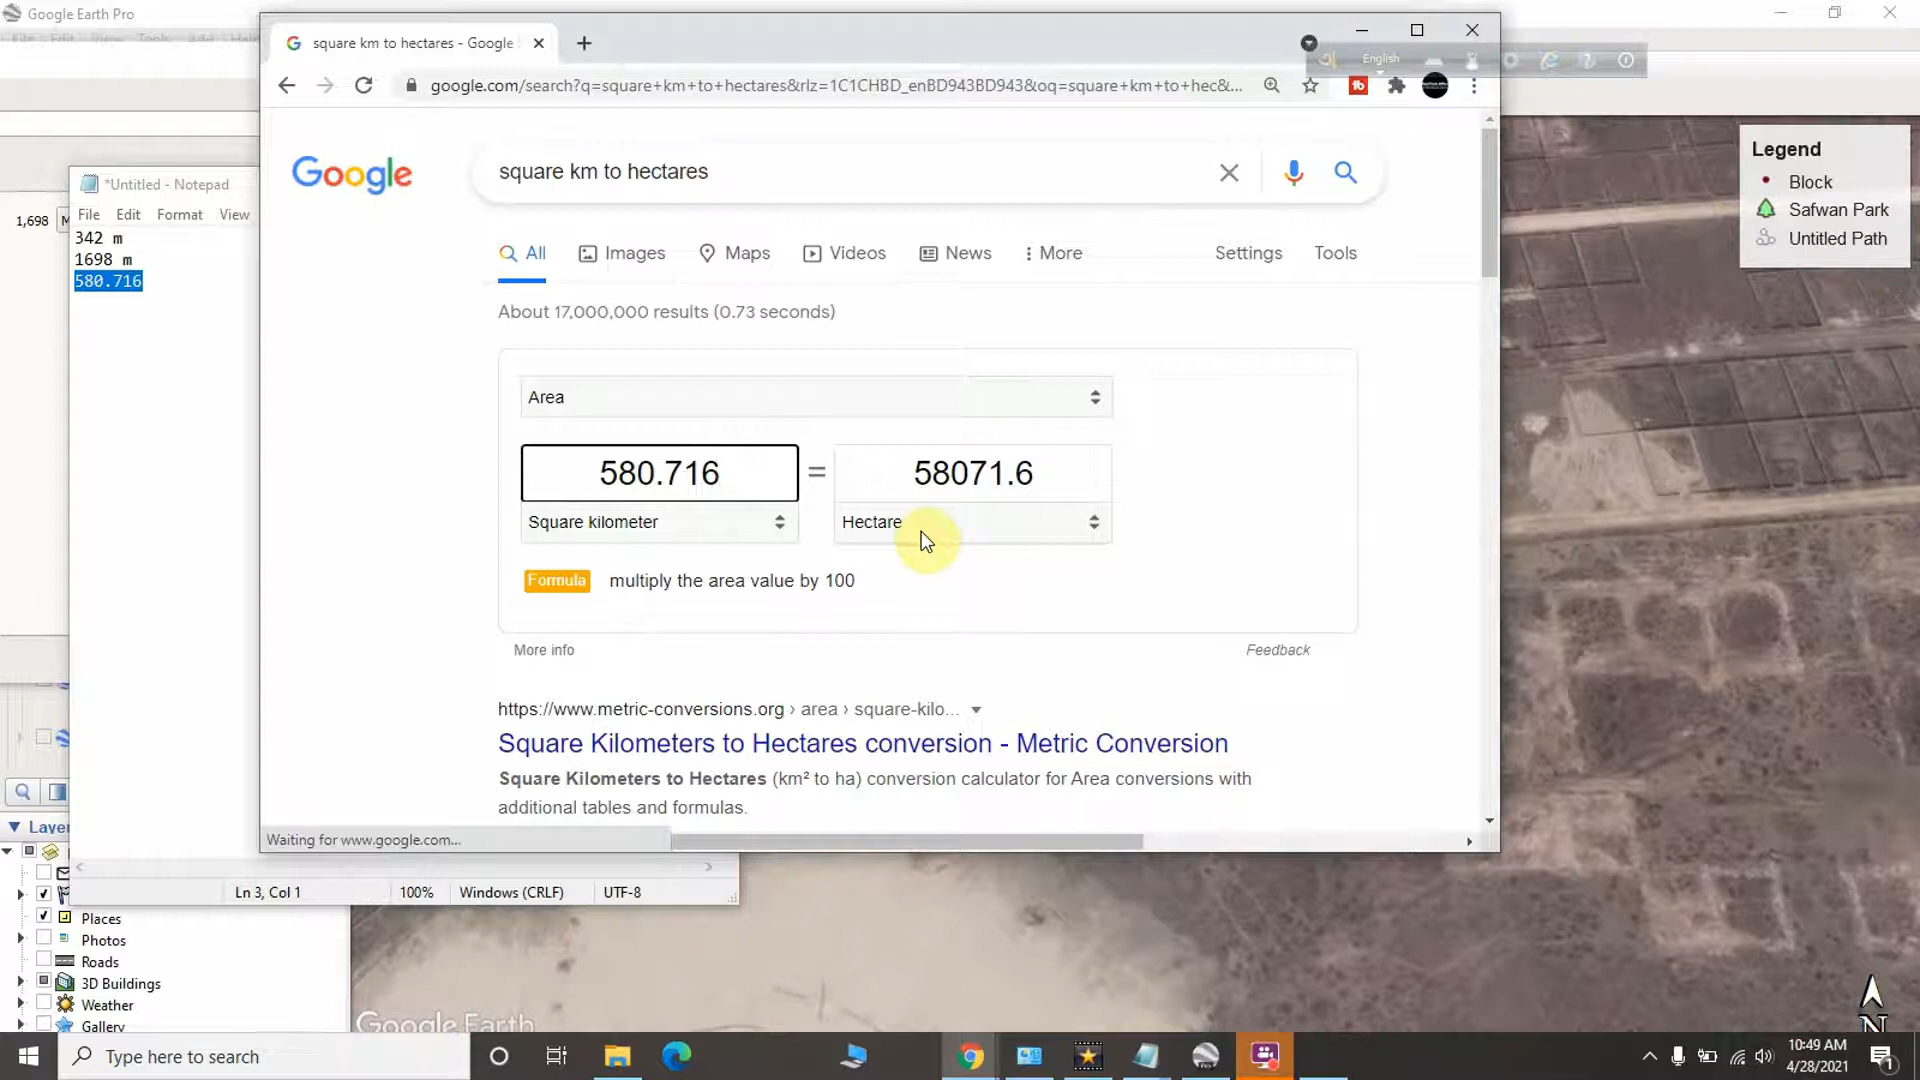 Google Earth Pro
square km to hectares - Google
English
google.com/search?q=square+km+to+hectares&rlz=1C1CHBD_enBD943BD943&oq=square+km+to+hec&...
Google
square km to hectares
Legend
Block
Safwan Park
Untitled Path
*Untitled - Notepad
File Edit Format View
1,698 M
342 m
1698 m
580.716
All Images Maps Videos News More Settings Tools
About 17,000,000 results (0.73 seconds)
Area
580.716 = 58071.6
Square kilometer Hectare
Formula multiply the area value by 100
More info Feedback
https://www.metric-conversions.org › area › square-kilo...
Square Kilometers to Hectares conversion - Metric Conversion
Square Kilometers to Hectares (km² to ha) conversion calculator for Area conversions with
additional tables and formulas.
Waiting for www.google.com...
Ln 3, Col 1 100% Windows (CRLF) UTF-8
Places
Photos
Roads
3D Buildings
Weather
Gallery
Google Earth
N
Type here to search
10:49 AM
4/28/2021
1